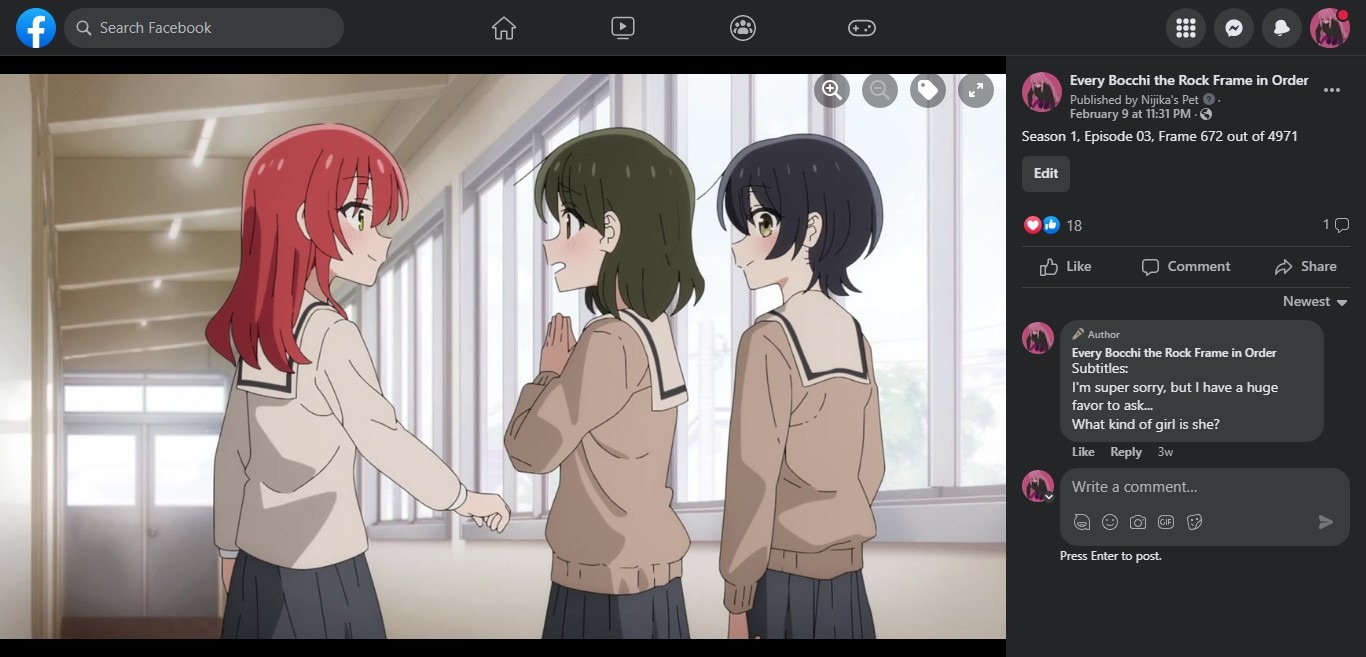 Search Facebook
Every Bocchi the Rock Frame in Order
Published by Nijika's Pet ·
February 9 at 11:31 PM ·
Season 1, Episode 03, Frame 672 out of 4971
Edit
18
1
Like
Comment
Share
Newest
Author
Every Bocchi the Rock Frame in Order
Subtitles:
I'm super sorry, but I have a huge
favor to ask...
What kind of girl is she?
Like Reply 3w
Write a comment...
GIF
Press Enter to post.